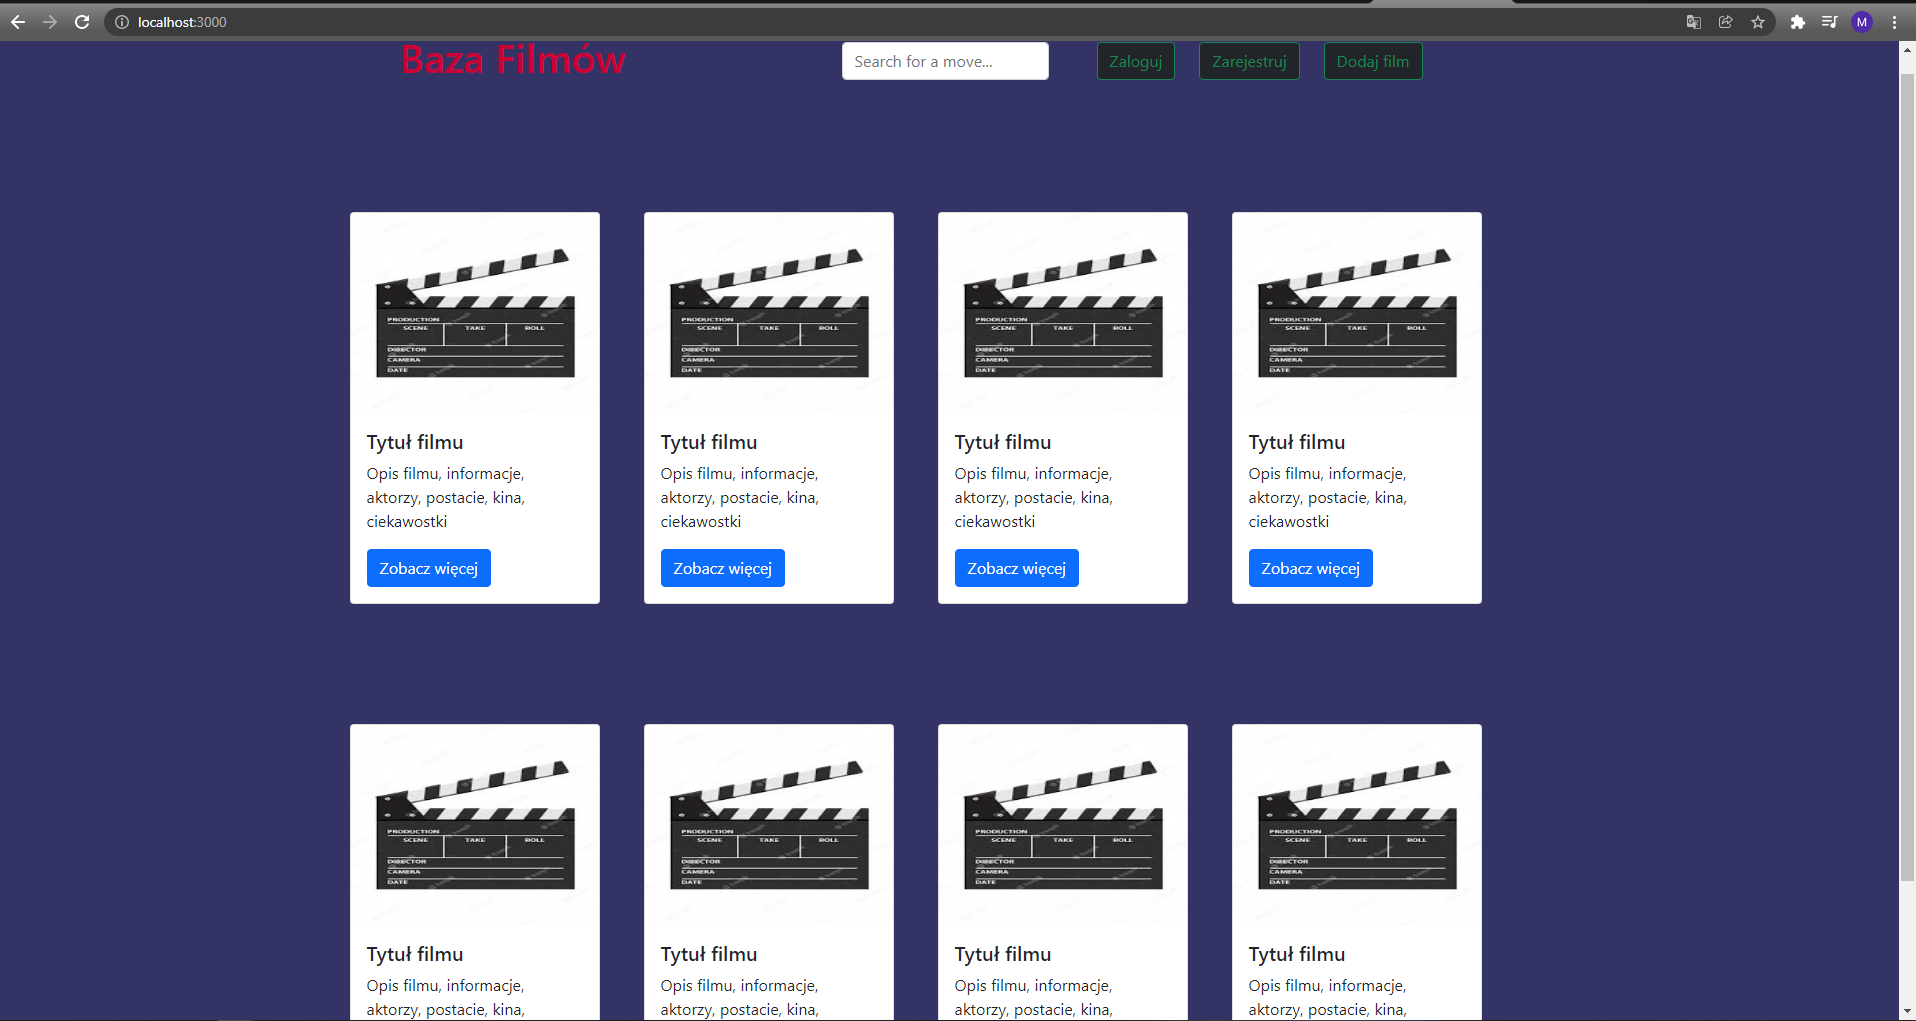 localhost:3000
M
Baza Filmów
Search for a move...
Zaloguj
Zarejestruj
Dodaj film
PRODUCTION
SCENE TAKE ROLL
DIRECTOR
CAMERA
DATE
PRODUCTION
SCENE TAKE ROLL
DIRECTOR
CAMERA
DATE
PRODUCTION
SCENE TAKE ROLL
DIRECTOR
CAMERA
DATE
PRODUCTION
SCENE TAKE ROLL
DIRECTOR
CAMERA
DATE
Tytuł filmu
Opis filmu, informacje,
aktorzy, postacie, kina,
ciekawostki
Zobacz więcej
Tytuł filmu
Opis filmu, informacje,
aktorzy, postacie, kina,
ciekawostki
Zobacz więcej
Tytuł filmu
Opis filmu, informacje,
aktorzy, postacie, kina,
ciekawostki
Zobacz więcej
Tytuł filmu
Opis filmu, informacje,
aktorzy, postacie, kina,
ciekawostki
Zobacz więcej
PRODUCTION
SCENE TAKE ROLL
DIRECTOR
CAMERA
DATE
PRODUCTION
SCENE TAKE ROLL
DIRECTOR
CAMERA
DATE
PRODUCTION
SCENE TAKE ROLL
DIRECTOR
CAMERA
DATE
PRODUCTION
SCENE TAKE ROLL
DIRECTOR
CAMERA
DATE
Tytuł filmu
Opis filmu, informacje,
aktorzy, postacie, kina,
Tytuł filmu
Opis filmu, informacje,
aktorzy, postacie, kina,
Tytuł filmu
Opis filmu, informacje,
aktorzy, postacie, kina,
Tytuł filmu
Opis filmu, informacje,
aktorzy, postacie, kina,